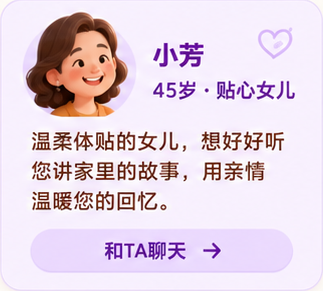 小芳
45岁·贴心女儿
温柔体贴的女儿，想好好听
您讲家里的故事，用亲情
温暖您的回忆。
和TA聊天 →